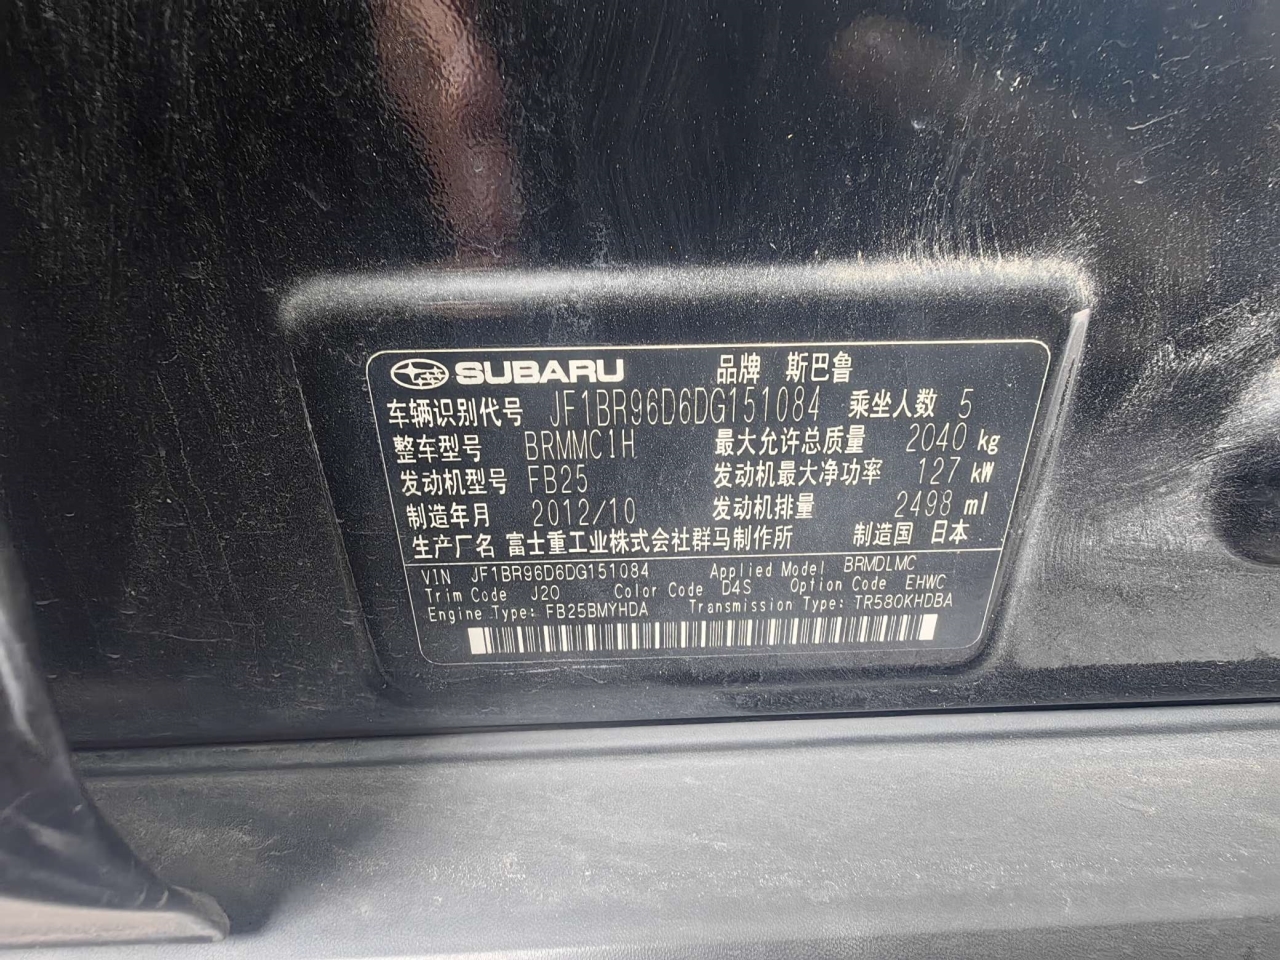 SUBARU 品牌 斯巴鲁
车辆识别代号 JF1BR96D6DG151084 乘坐人数 5
整车型号 BRMMC1H 最大允许总质量 2040 kg
发动机型号 FB25 发动机最大净功率 127 kW
制造年月 2012/10 发动机排量 2498 ml
生产厂名 富士重工业株式会社群马制作所 制造国 日本
VIN JF1BR96D6DG151084 Applied Model BRMDLMC
Trim Code J20 Color Code D4S Option Code EHWC
Engine Type: FB25BMYHDA Transmission Type: TR580KHDBA